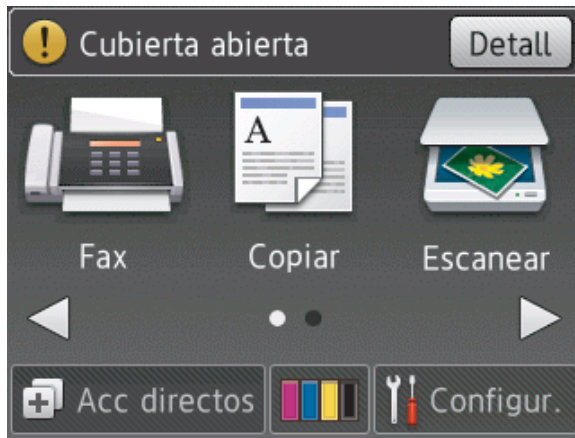 ! Cubierta abierta Detall
A
Fax Copiar Escanear
Acc directos Configur.